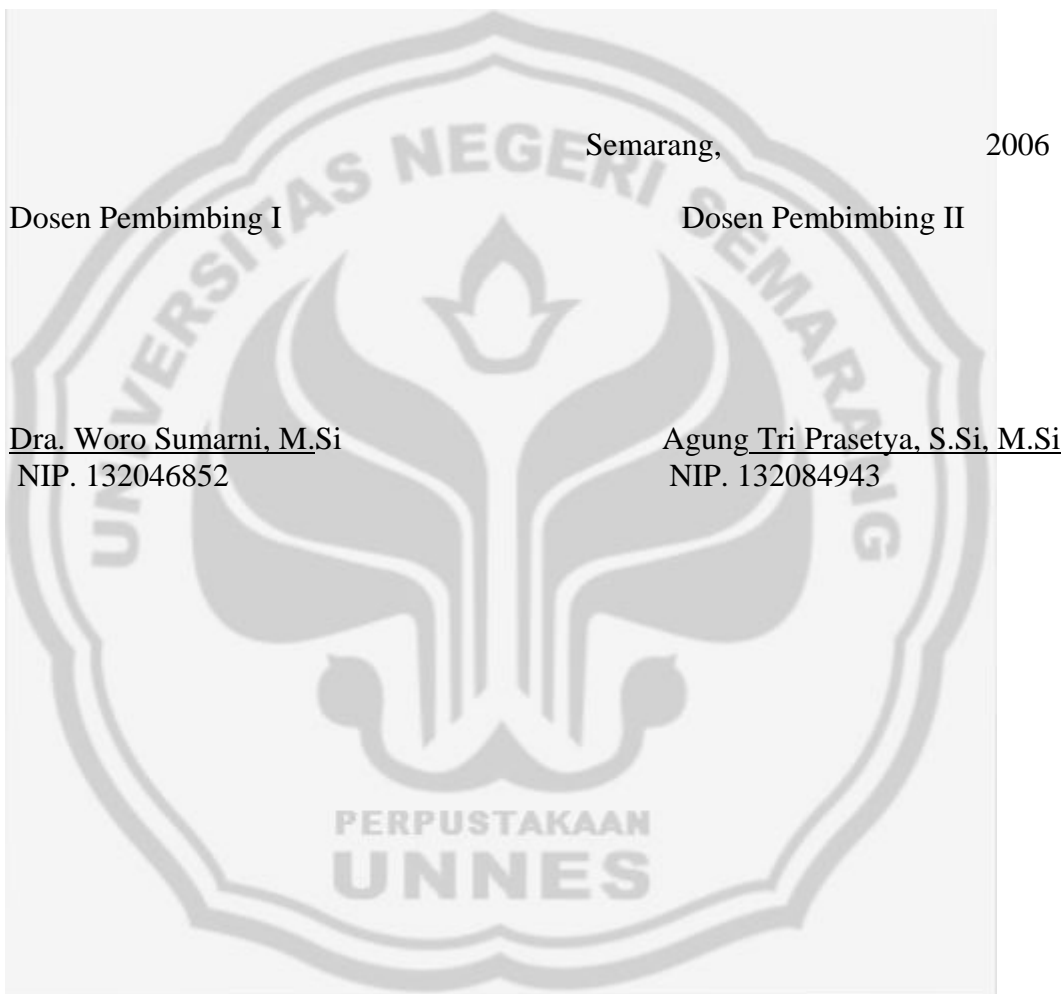 Semarang, 2006
Dosen Pembimbing I Dosen Pembimbing II
Dra. Woro Sumarni, M.Si Agung Tri Prasetya, S.Si, M.Si
NIP. 132046852 NIP. 132084943
UNIVERSITAS NEGERI SEMARANG
PERPUSTAKAAN
UNNES